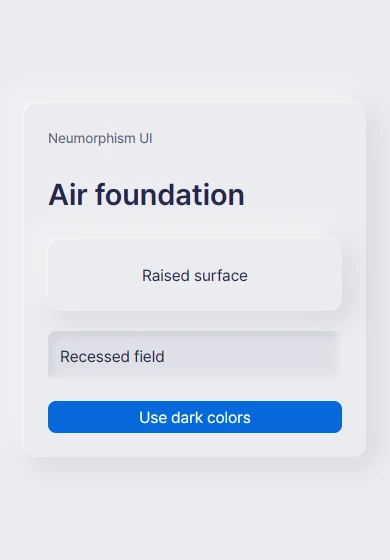 Neumorphism UI
Air foundation
Raised surface
Recessed field
Use dark colors